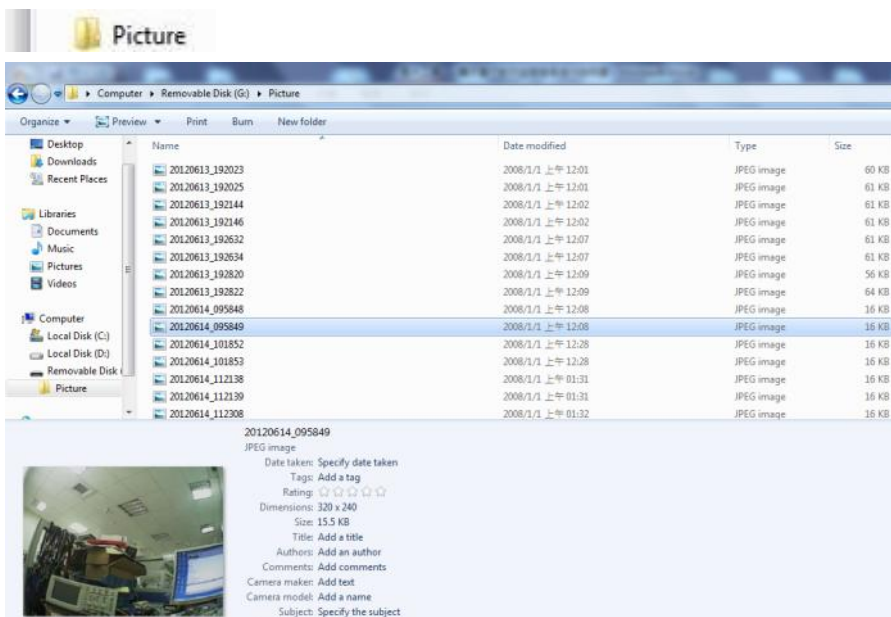 Picture
Computer ▸ Removable Disk (G:) ▸ Picture
Organize ▾ Preview ▾ Print Burn New folder
Desktop
Downloads
Recent Places
Libraries
Documents
Music
Pictures
Videos
Computer
Local Disk (C:)
Local Disk (D:)
Removable Disk
Picture
Name Date modified Type Size
20120613_192023 2008/1/1 上午 12:01 JPEG image 60 KB
20120613_192025 2008/1/1 上午 12:01 JPEG image 61 KB
20120613_192144 2008/1/1 上午 12:02 JPEG image 61 KB
20120613_192146 2008/1/1 上午 12:02 JPEG image 61 KB
20120613_192632 2008/1/1 上午 12:07 JPEG image 61 KB
20120613_192634 2008/1/1 上午 12:07 JPEG image 61 KB
20120613_192820 2008/1/1 上午 12:09 JPEG image 56 KB
20120613_192822 2008/1/1 上午 12:09 JPEG image 64 KB
20120614_095848 2008/1/1 上午 12:08 JPEG image 16 KB
20120614_095849 2008/1/1 上午 12:08 JPEG image 16 KB
20120614_101852 2008/1/1 上午 12:28 JPEG image 16 KB
20120614_101853 2008/1/1 上午 12:28 JPEG image 16 KB
20120614_112138 2008/1/1 上午 01:31 JPEG image 16 KB
20120614_112139 2008/1/1 上午 01:31 JPEG image 16 KB
20120614_112308 2008/1/1 上午 01:32 JPEG image 16 KB
20120614_095849
JPEG image
Date taken: Specify date taken
Tags: Add a tag
Rating: ☆☆☆☆☆
Dimensions: 320 x 240
Size: 15.5 KB
Title: Add a title
Authors: Add an author
Comments: Add comments
Camera maker: Add text
Camera model: Add a name
Subject: Specify the subject